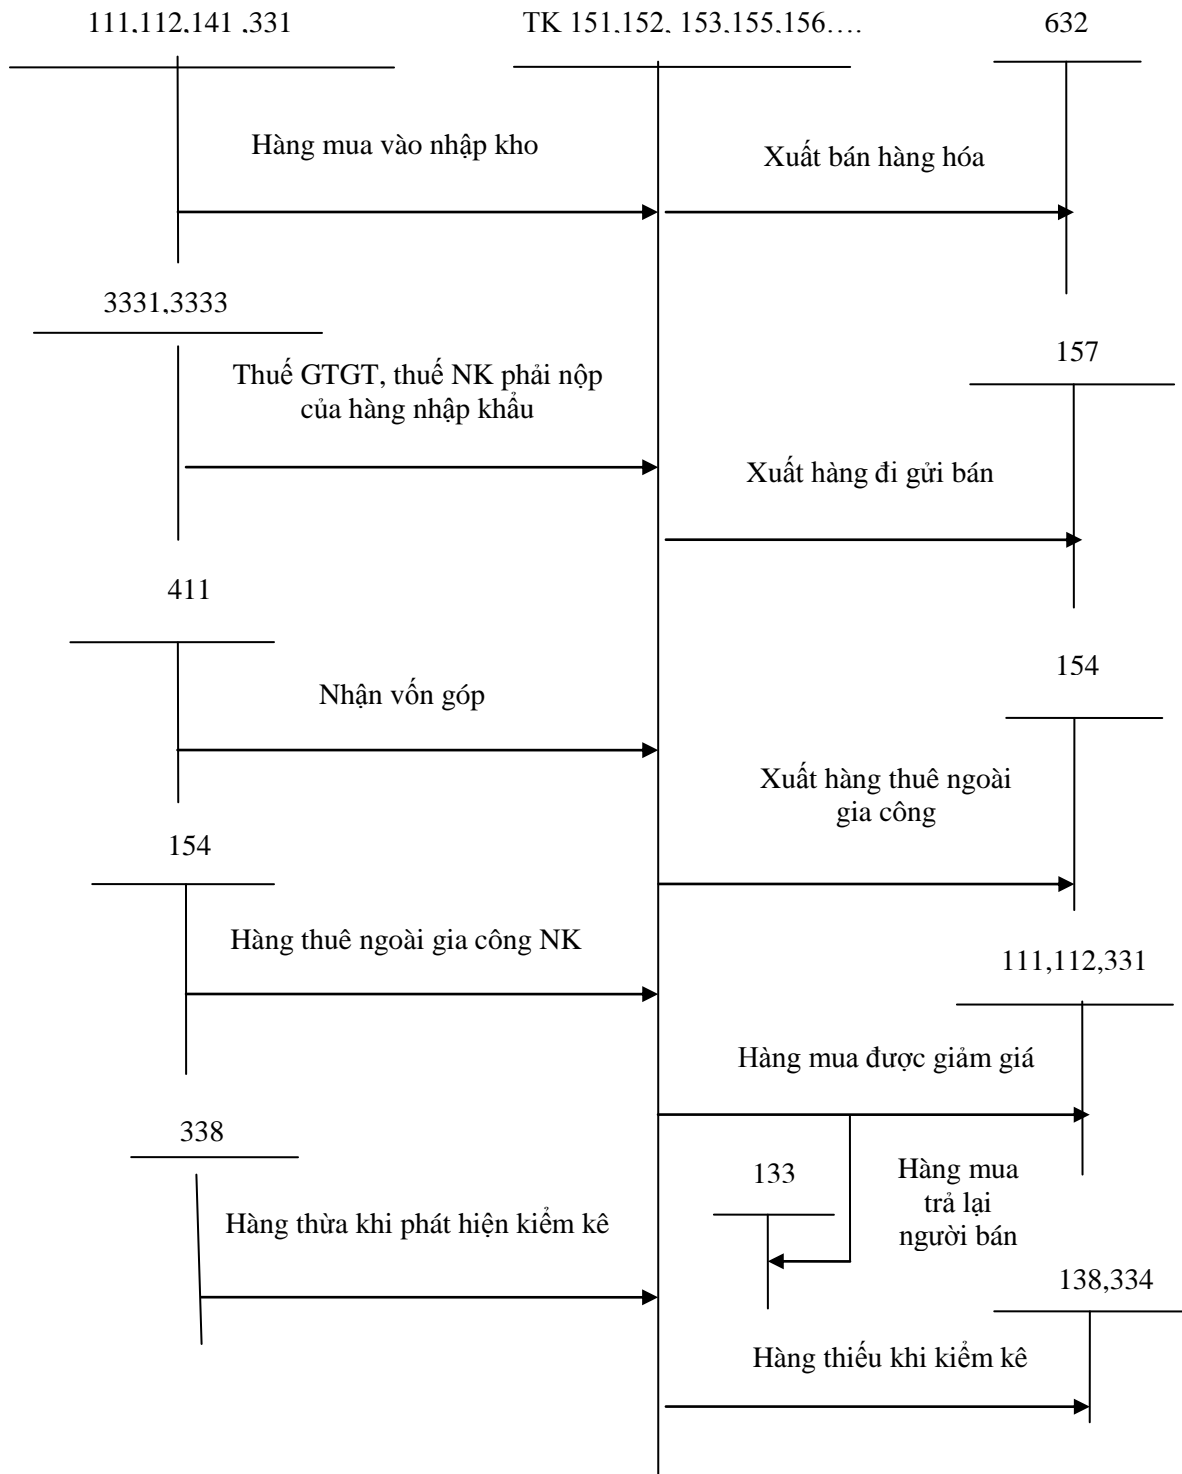 111,112,141 ,331
TK 151,152, 153,155,156….
632
Hàng mua vào nhập kho
Xuất bán hàng hóa
3331,3333
157
Thuế GTGT, thuế NK phải nộp
của hàng nhập khẩu
Xuất hàng đi gửi bán
411
154
Nhận vốn góp
Xuất hàng thuê ngoài
gia công
154
Hàng thuê ngoài gia công NK
111,112,331
Hàng mua được giảm giá
338
133
Hàng mua
trả lại
người bán
Hàng thừa khi phát hiện kiểm kê
138,334
Hàng thiếu khi kiểm kê